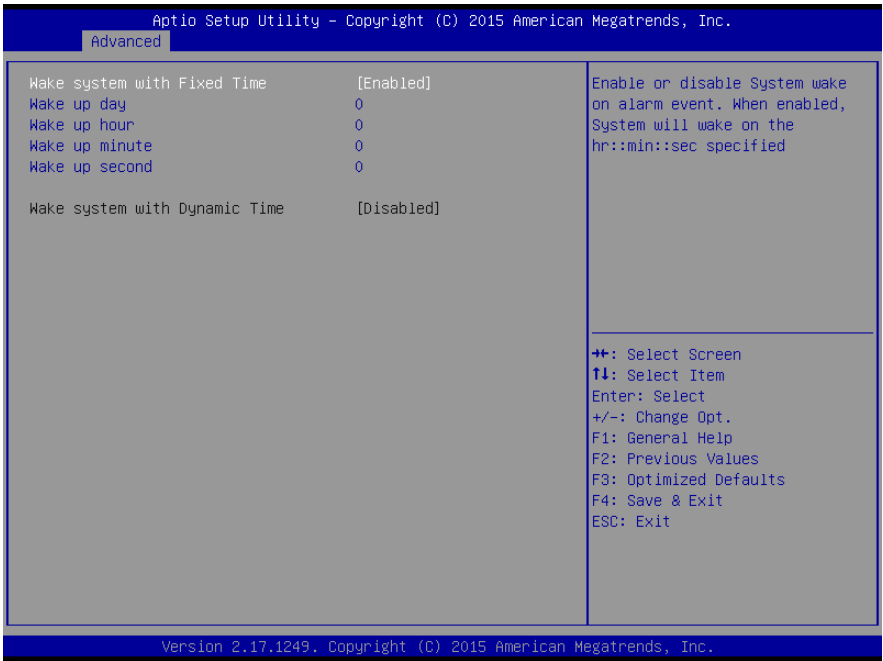 Aptio Setup Utility – Copyright (C) 2015 American Megatrends, Inc.
Advanced
Wake system with Fixed Time [Enabled]
Wake up day 0
Wake up hour 0
Wake up minute 0
Wake up second 0
Wake system with Dynamic Time [Disabled]
Enable or disable System wake
on alarm event. When enabled,
System will wake on the
hr::min::sec specified
→←: Select Screen
↑↓: Select Item
Enter: Select
+/-: Change Opt.
F1: General Help
F2: Previous Values
F3: Optimized Defaults
F4: Save & Exit
ESC: Exit
Version 2.17.1249. Copyright (C) 2015 American Megatrends, Inc.